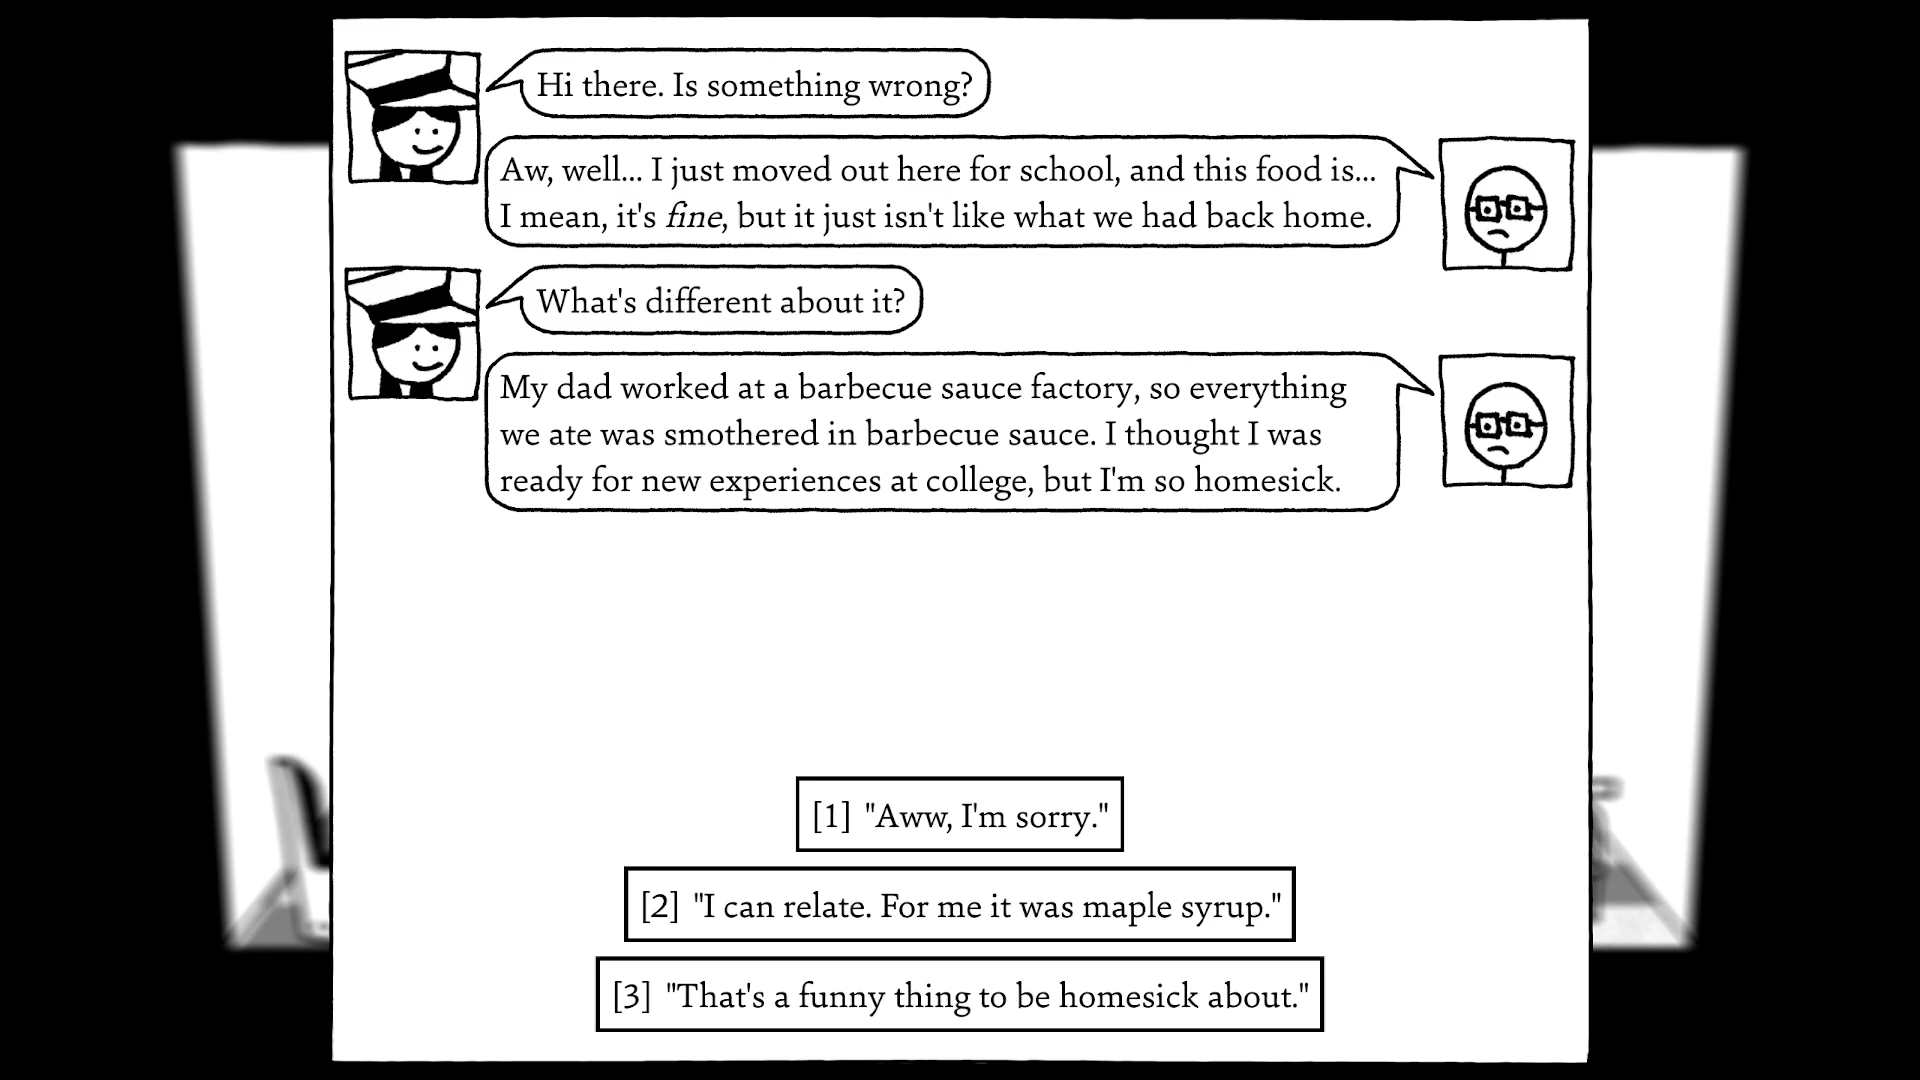 Hi there. Is something wrong?
Aw, well... I just moved out here for school, and this food is...
I mean, it's fine, but it just isn't like what we had back home.
What's different about it?
My dad worked at a barbecue sauce factory, so everything
we ate was smothered in barbecue sauce. I thought I was
ready for new experiences at college, but I'm so homesick.
[1] "Aww, I'm sorry."
[2] "I can relate. For me it was maple syrup."
[3] "That's a funny thing to be homesick about."